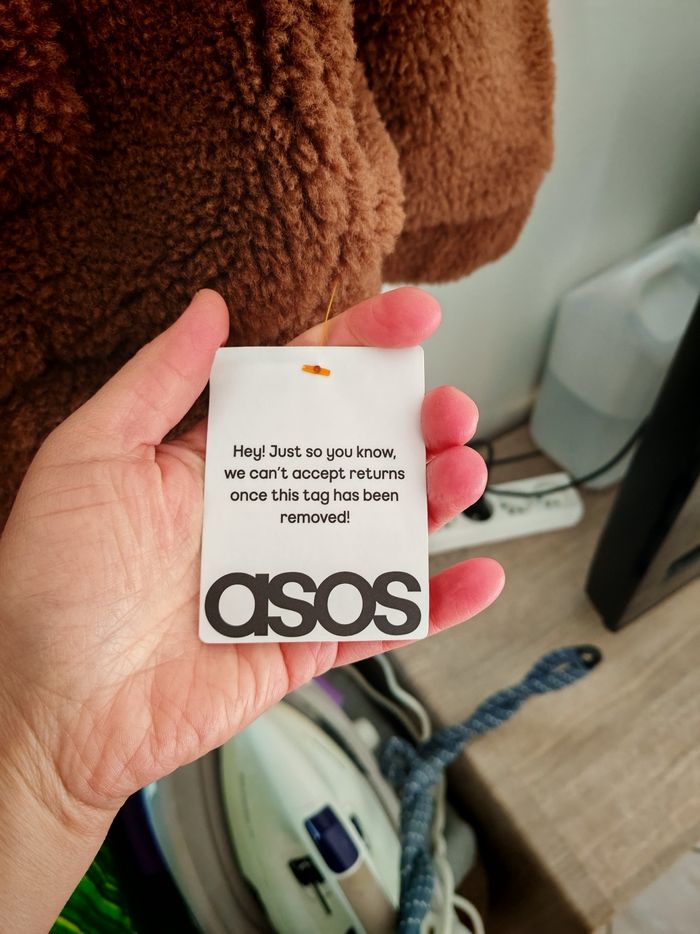 Hey! Just so you know,
we can't accept returns
once this tag has been
removed!
asos